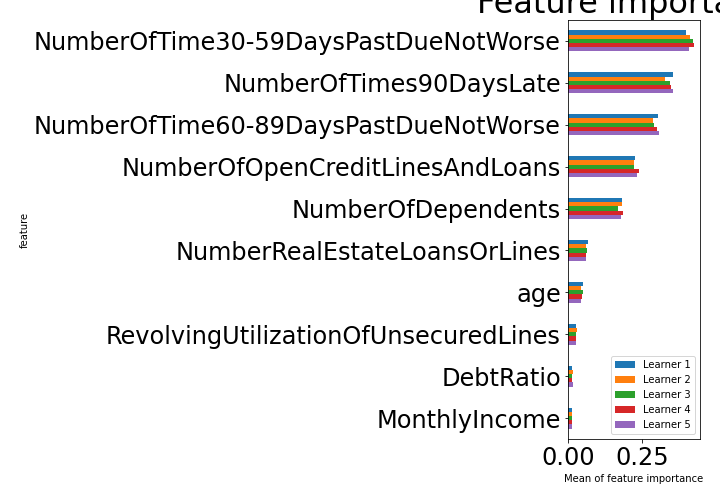 Feature importa
NumberOfTime30-59DaysPastDueNotWorse
NumberOfTimes90DaysLate
NumberOfTime60-89DaysPastDueNotWorse
NumberOfOpenCreditLinesAndLoans
NumberOfDependents
NumberRealEstateLoansOrLines
age
RevolvingUtilizationOfUnsecuredLines
DebtRatio
MonthlyIncome
feature
Learner 1
Learner 2
Learner 3
Learner 4
Learner 5
0.00 0.25
Mean of feature importance